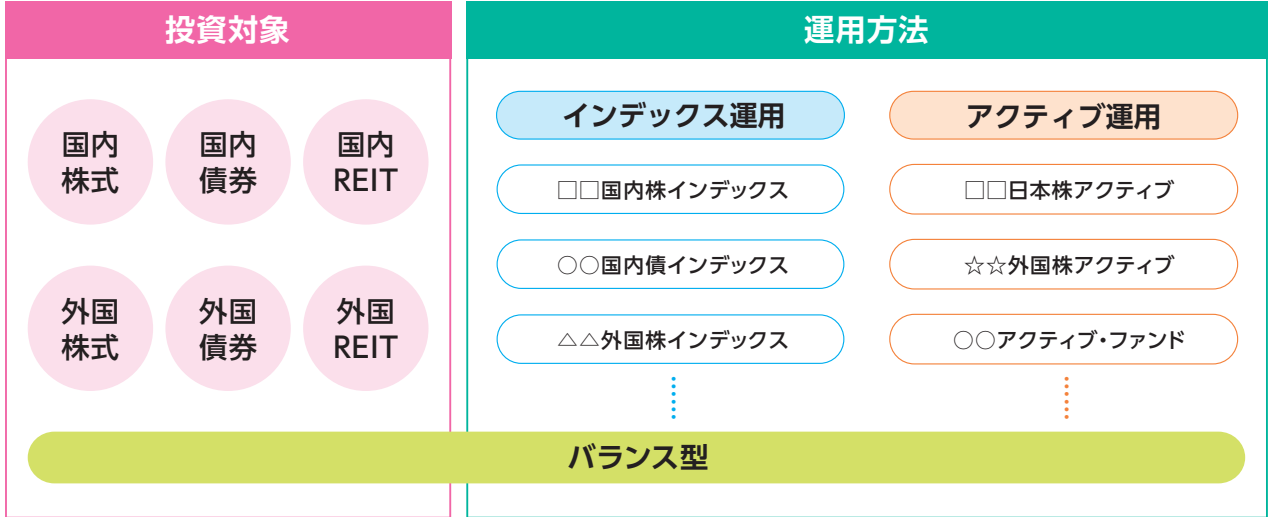 投資対象
国内
株式
国内
債券
国内
REIT
外国
株式
外国
債券
外国
REIT
運用方法
インデックス運用
□□国内株インデックス
○○国内債インデックス
△△外国株インデックス
アクティブ運用
□□日本株アクティブ
☆☆外国株アクティブ
○○アクティブ・ファンド
バランス型